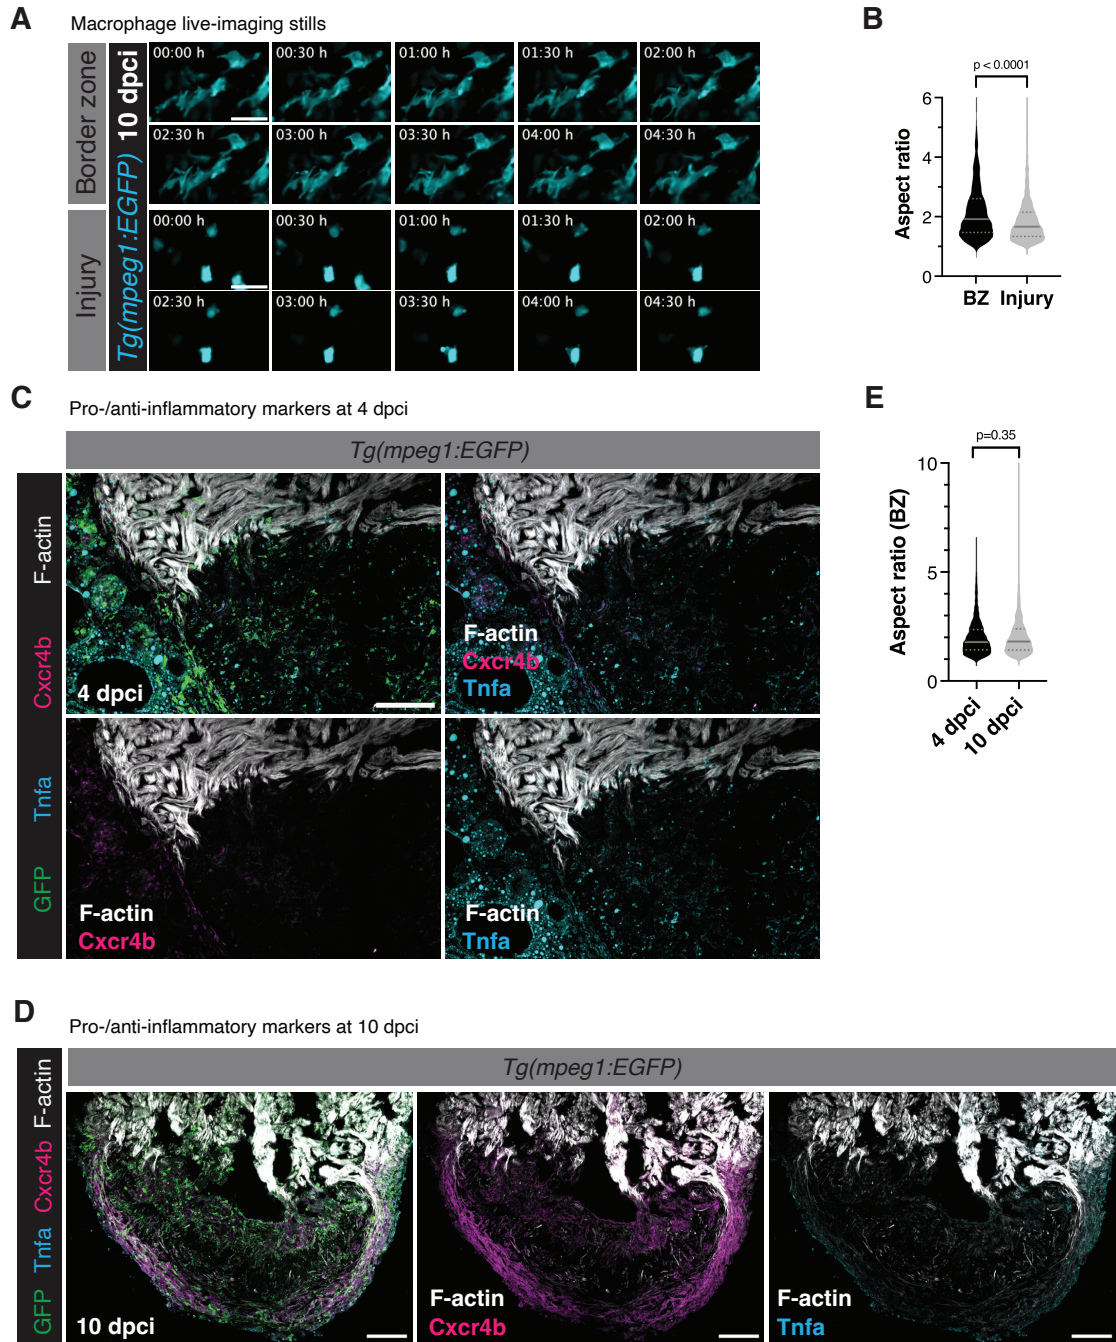 A
Macrophage live-imaging stills
Border zone
Injury
Tg(mpeg1:EGFP) 10 dpci
00:00 h
00:30 h
01:00 h
01:30 h
02:00 h
02:30 h
03:00 h
03:30 h
04:00 h
04:30 h
00:00 h
00:30 h
01:00 h
01:30 h
02:00 h
02:30 h
03:00 h
03:30 h
04:00 h
04:30 h
B
p < 0.0001
Aspect ratio
6
4
2
0
BZ
Injury
C
Pro-/anti-inflammatory markers at 4 dpci
Tg(mpeg1:EGFP)
GFP Tnfa Cxcr4b F-actin
4 dpci
F-actin
Cxcr4b
Tnfa
F-actin
Cxcr4b
F-actin
Tnfa
E
p=0.35
Aspect ratio (BZ)
10
5
0
4 dpci
10 dpci
D
Pro-/anti-inflammatory markers at 10 dpci
Tg(mpeg1:EGFP)
GFP Tnfa Cxcr4b F-actin
10 dpci
F-actin
Cxcr4b
F-actin
Tnfa